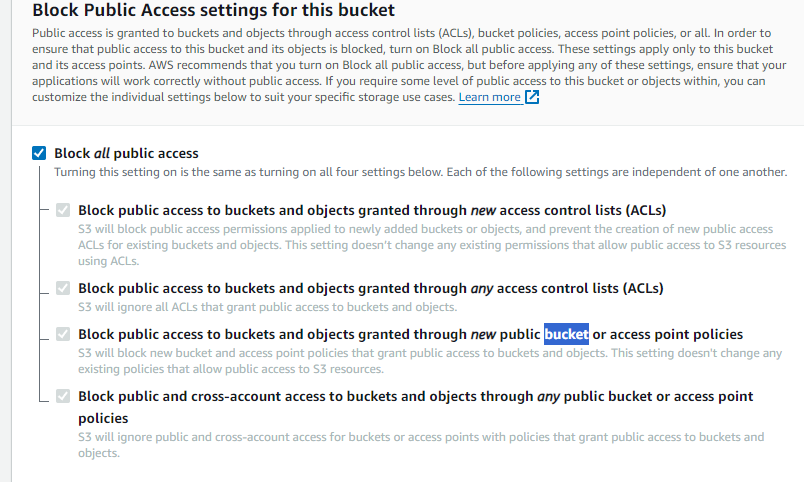 Block Public Access settings for this bucket
Public access is granted to buckets and objects through access control lists (ACLs), bucket policies, access point policies, or all. In order to
ensure that public access to this bucket and its objects is blocked, turn on Block all public access. These settings apply only to this bucket
and its access points. AWS recommends that you turn on Block all public access, but before applying any of these settings, ensure that your
applications will work correctly without public access. If you require some level of public access to this bucket or objects within, you can
customize the individual settings below to suit your specific storage use cases. Learn more
Block all public access
Turning this setting on is the same as turning on all four settings below. Each of the following settings are independent of one another.
Block public access to buckets and objects granted through new access control lists (ACLs)
S3 will block public access permissions applied to newly added buckets or objects, and prevent the creation of new public access
ACLs for existing buckets and objects. This setting doesn't change any existing permissions that allow public access to S3 resources
using ACLs.
Block public access to buckets and objects granted through any access control lists (ACLs)
S3 will ignore all ACLs that grant public access to buckets and objects.
Block public access to buckets and objects granted through new public bucket or access point policies
S3 will block new bucket and access point policies that grant public access to buckets and objects. This setting doesn't change any
existing policies that allow public access to S3 resources.
Block public and cross-account access to buckets and objects through any public bucket or access point
policies
S3 will ignore public and cross-account access for buckets or access points with policies that grant public access to buckets and
objects.